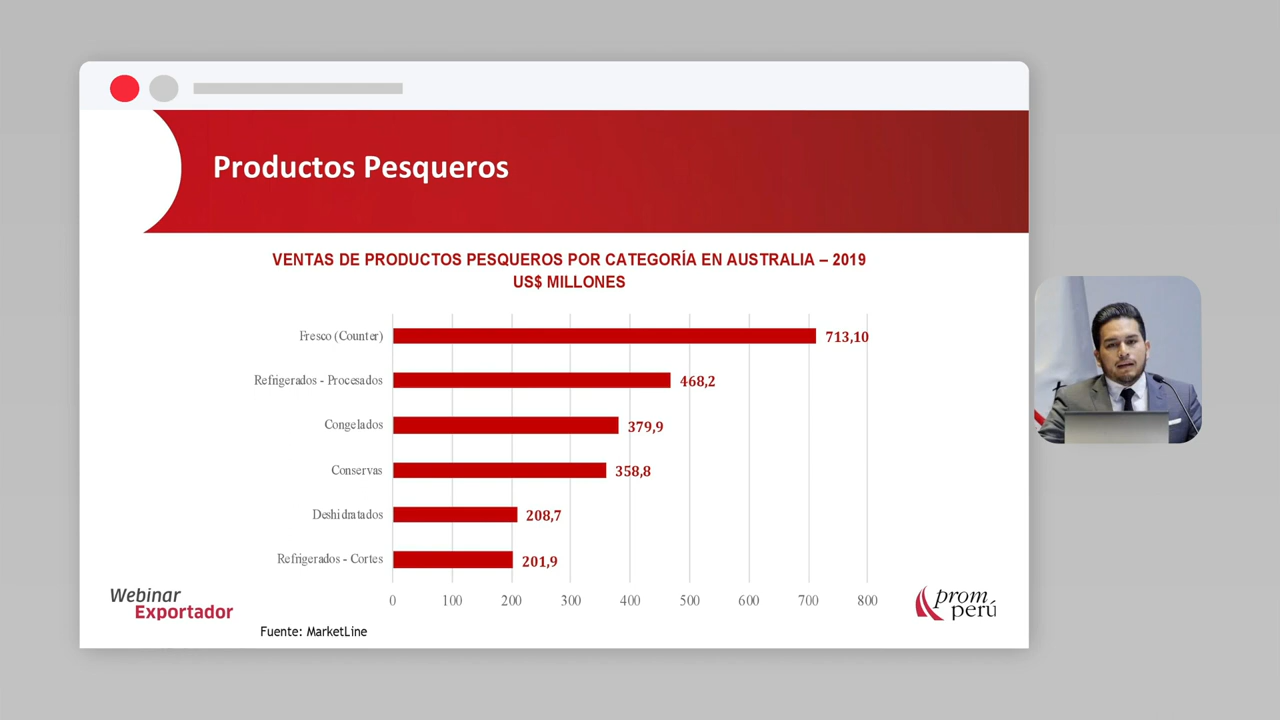 Productos Pesqueros
VENTAS DE PRODUCTOS PESQUEROS POR CATEGORÍA EN AUSTRALIA – 2019
US$ MILLONES
Fresco (Counter)
713,10
Refrigerados - Procesados
468,2
Congelados
379,9
Conservas
358,8
Deshidratados
208,7
Refrigerados - Cortes
201,9
0 100 200 300 400 500 600 700 800
Webinar
Exportador
prom
perú
Fuente: MarketLine